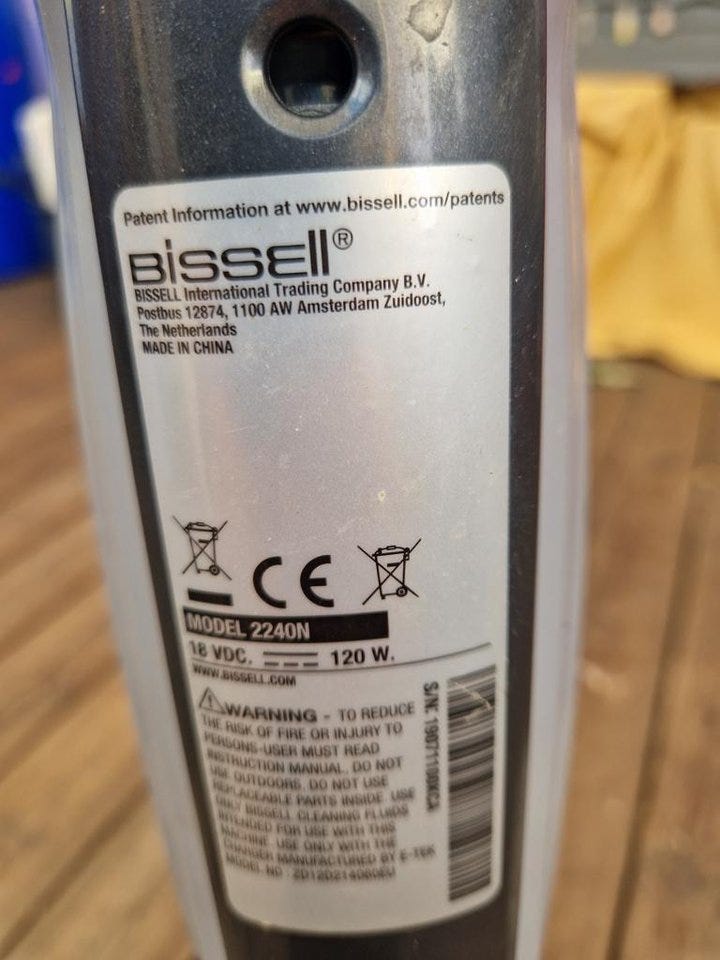 Patent Information at www.bissell.com/patents
BISSELL®
BISSELL International Trading Company B.V.
Postbus 12874, 1100 AW Amsterdam Zuidoost,
The Netherlands
MADE IN CHINA
CE
MODEL 2240N
18 VDC. 120 W.
WWW.BISSELL.COM
WARNING - TO REDUCE
THE RISK OF FIRE OR INJURY TO
PERSONS-USER MUST READ
INSTRUCTION MANUAL. DO NOT
USE OUTDOORS. DO NOT USE
REPLACEABLE PARTS INSIDE. USE
ONLY BISSELL CLEANING FLUIDS
INTENDED FOR USE WITH THIS
MACHINE. USE ONLY WITH THE
CHARGER MANUFACTURED BY E-TEK
MODEL NO
S/N: